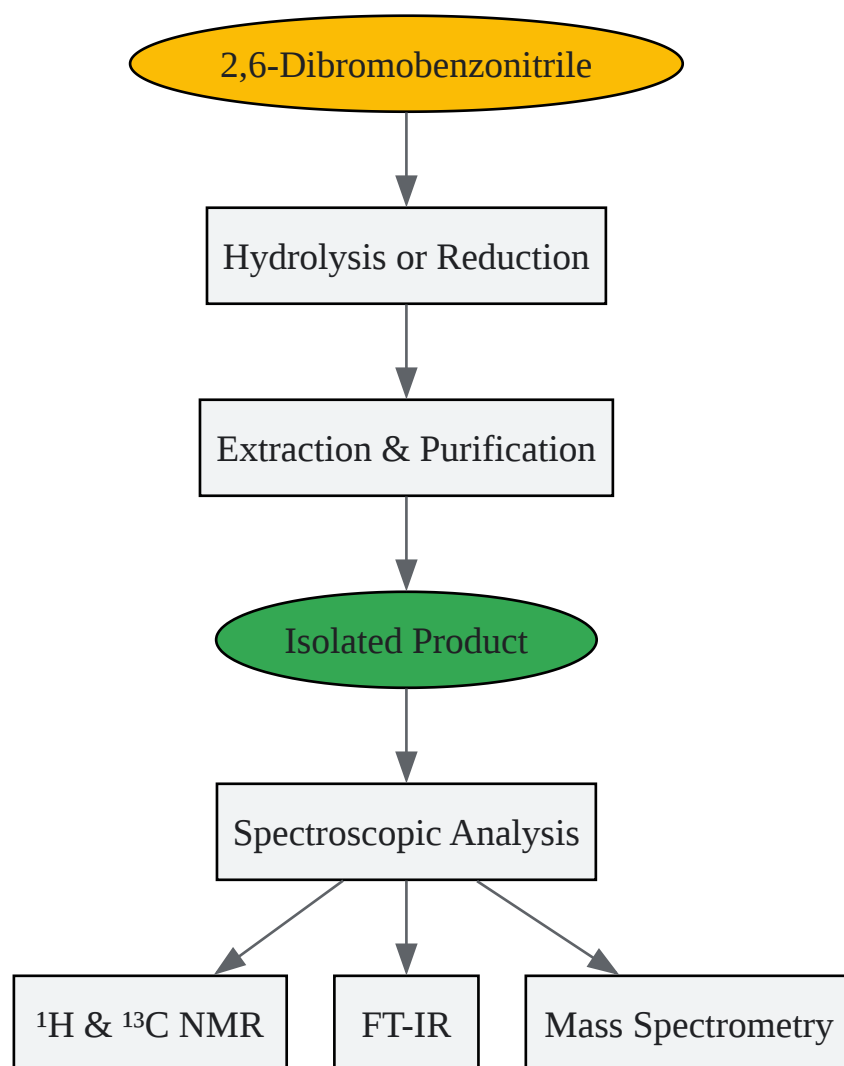 2,6-Dibromobenzonitrile
Hydrolysis or Reduction
Extraction & Purification
Isolated Product
Spectroscopic Analysis
¹H & ¹³C NMR
FT-IR
Mass Spectrometry